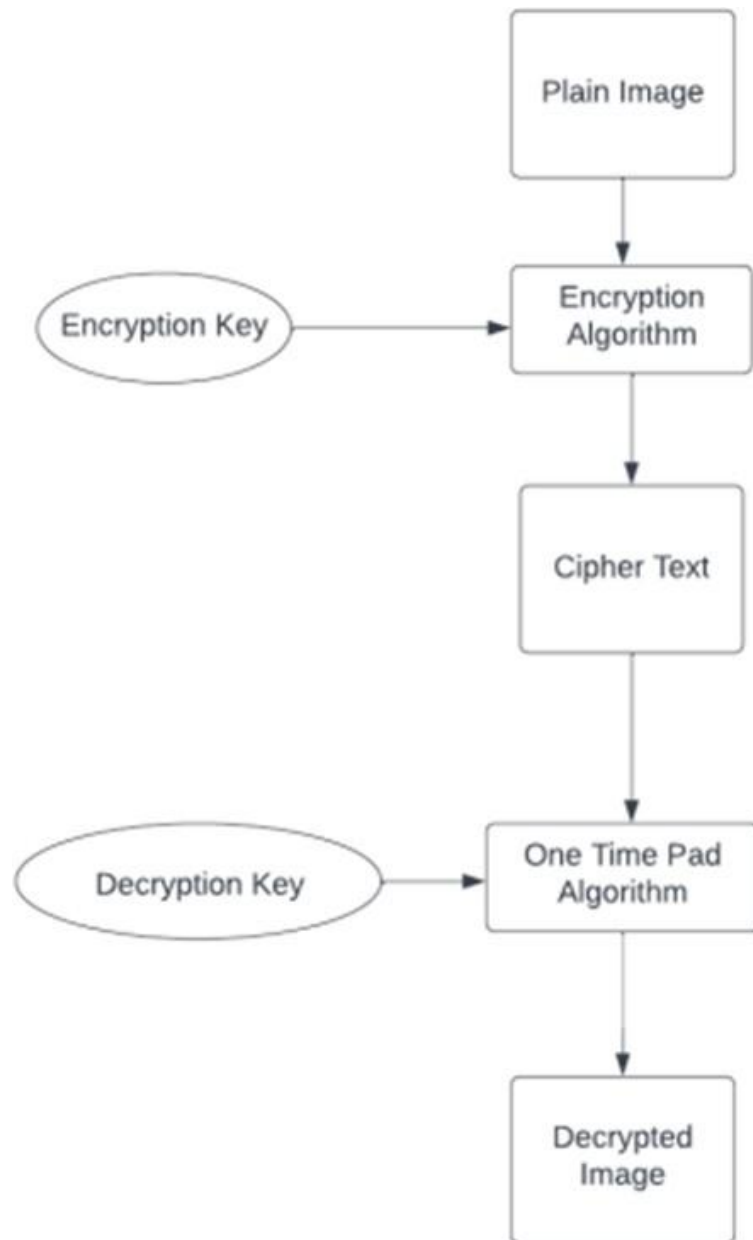 Plain Image
Encryption Key
Encryption
Algorithm
Cipher Text
Decryption Key
One Time Pad
Algorithm
Decrypted
Image